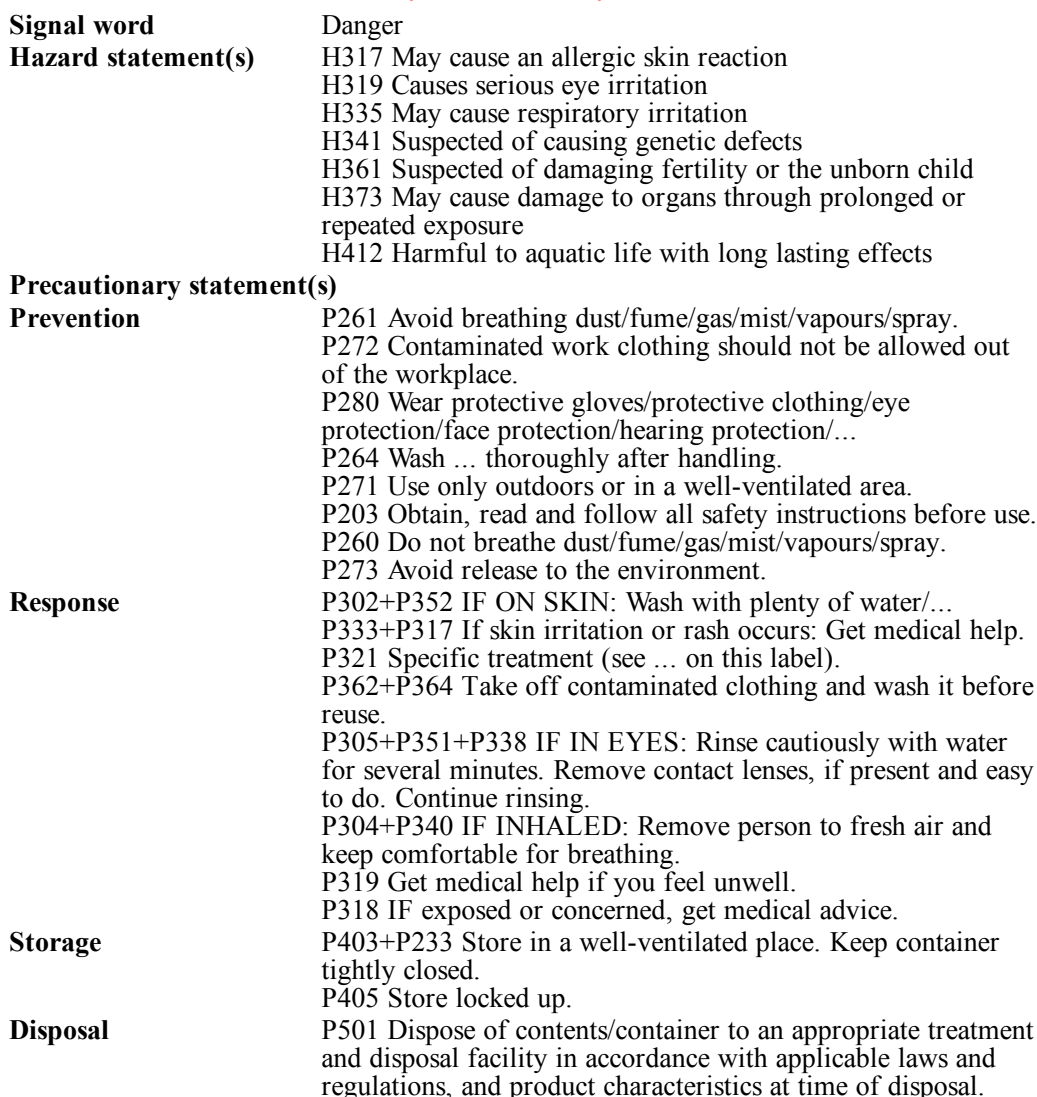 Signal word Danger
Hazard statement(s) H317 May cause an allergic skin reaction
H319 Causes serious eye irritation
H335 May cause respiratory irritation
H341 Suspected of causing genetic defects
H361 Suspected of damaging fertility or the unborn child
H373 May cause damage to organs through prolonged or
repeated exposure
H412 Harmful to aquatic life with long lasting effects
Precautionary statement(s)
Prevention P261 Avoid breathing dust/fume/gas/mist/vapours/spray.
P272 Contaminated work clothing should not be allowed out
of the workplace.
P280 Wear protective gloves/protective clothing/eye
protection/face protection/hearing protection/...
P264 Wash ... thoroughly after handling.
P271 Use only outdoors or in a well-ventilated area.
P203 Obtain, read and follow all safety instructions before use.
P260 Do not breathe dust/fume/gas/mist/vapours/spray.
P273 Avoid release to the environment.
Response P302+P352 IF ON SKIN: Wash with plenty of water/...
P333+P317 If skin irritation or rash occurs: Get medical help.
P321 Specific treatment (see ... on this label).
P362+P364 Take off contaminated clothing and wash it before
reuse.
P305+P351+P338 IF IN EYES: Rinse cautiously with water
for several minutes. Remove contact lenses, if present and easy
to do. Continue rinsing.
P304+P340 IF INHALED: Remove person to fresh air and
keep comfortable for breathing.
P319 Get medical help if you feel unwell.
P318 IF exposed or concerned, get medical advice.
Storage P403+P233 Store in a well-ventilated place. Keep container
tightly closed.
P405 Store locked up.
Disposal P501 Dispose of contents/container to an appropriate treatment
and disposal facility in accordance with applicable laws and
regulations, and product characteristics at time of disposal.